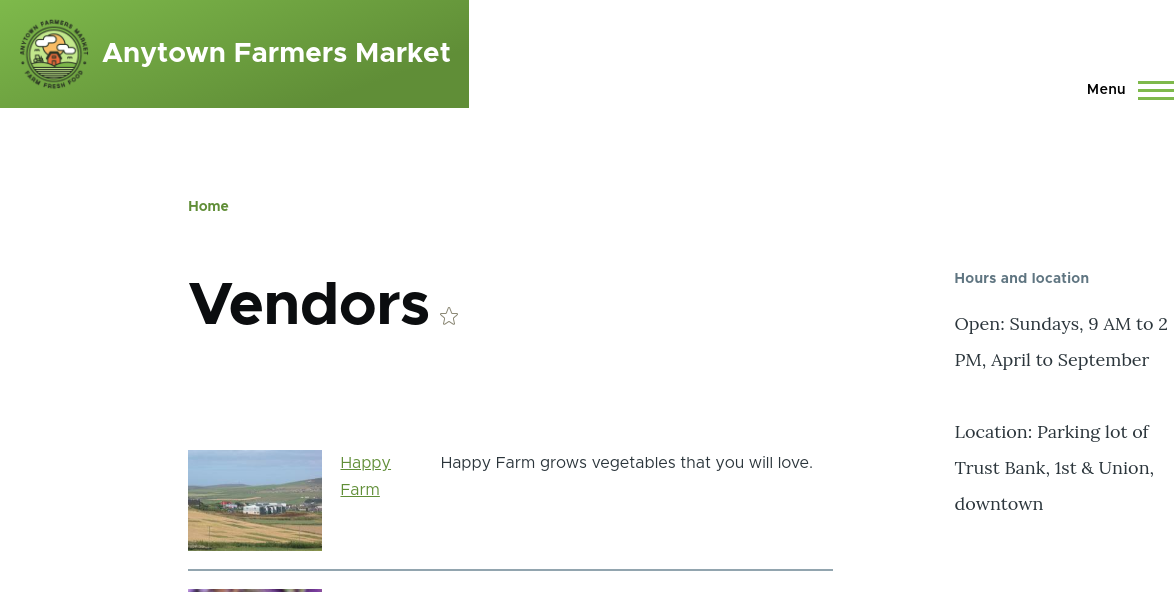 ANYTOWN FARMERS MARKET
FARM FRESH FOOD
Anytown Farmers Market
Menu
Home
Vendors
Hours and location
Open: Sundays, 9 AM to 2
PM, April to September
Location: Parking lot of
Trust Bank, 1st & Union,
downtown
Happy
Farm
Happy Farm grows vegetables that you will love.